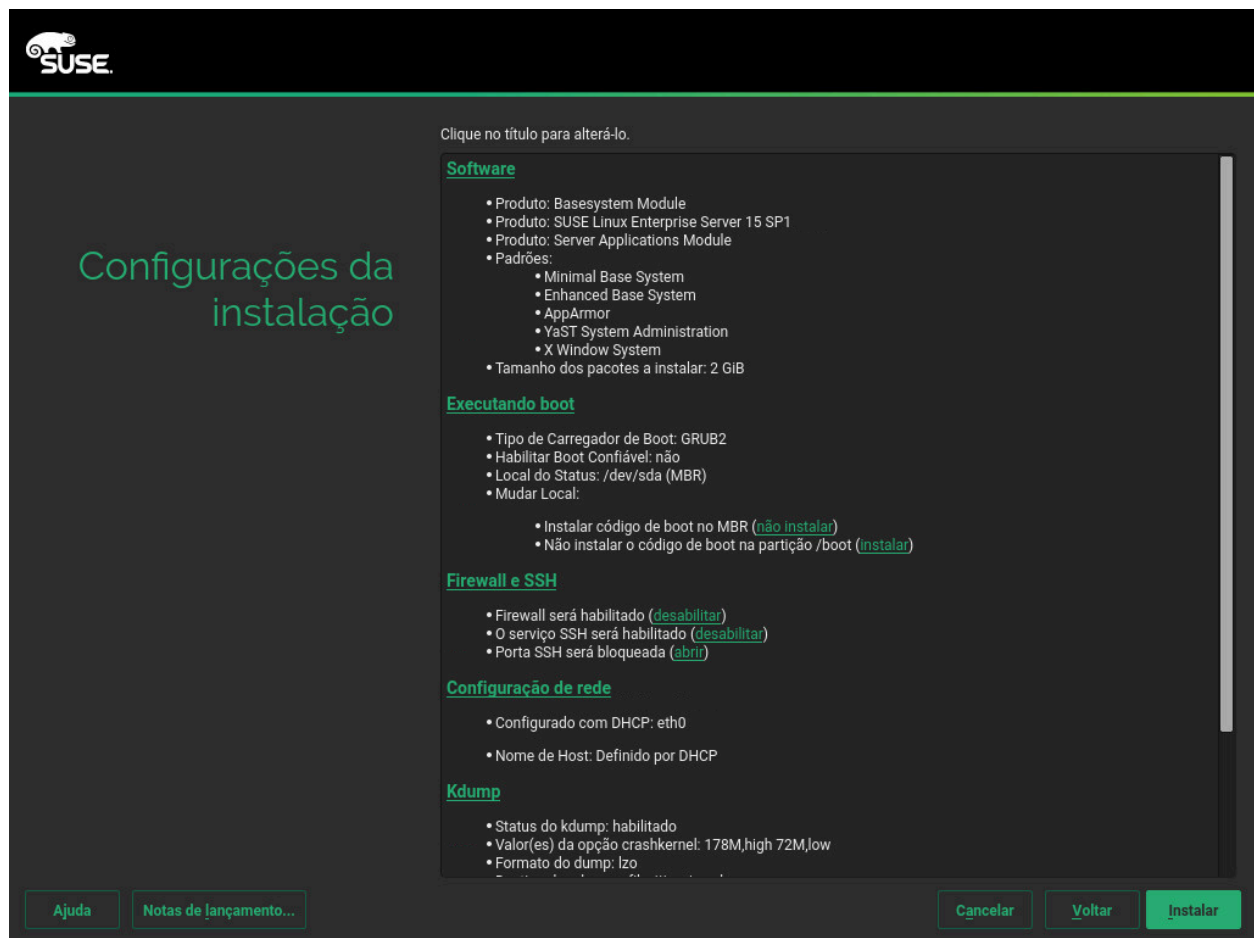 SUSE.
Clique no título para alterá-lo.
Configurações da
instalação
Software
• Produto: Basesystem Module
• Produto: SUSE Linux Enterprise Server 15 SP1
• Produto: Server Applications Module
• Padrões:
• Minimal Base System
• Enhanced Base System
• AppArmor
• YaST System Administration
• X Window System
• Tamanho dos pacotes a instalar: 2 GiB
Executando boot
• Tipo de Carregador de Boot: GRUB2
• Habilitar Boot Confiável: não
• Local do Status: /dev/sda (MBR)
• Mudar Local:
• Instalar código de boot no MBR (não instalar)
• Não instalar o código de boot na partição /boot (instalar)
Firewall e SSH
• Firewall será habilitado (desabilitar)
• O serviço SSH será habilitado (desabilitar)
• Porta SSH será bloqueada (abrir)
Configuração de rede
• Configurado com DHCP: eth0
• Nome de Host: Definido por DHCP
Kdump
• Status do kdump: habilitado
• Valor(es) da opção crashkernel: 178M,high 72M,low
• Formato do dump: lzo
Ajuda
Notas de lançamento...
Cancelar
Voltar
Instalar